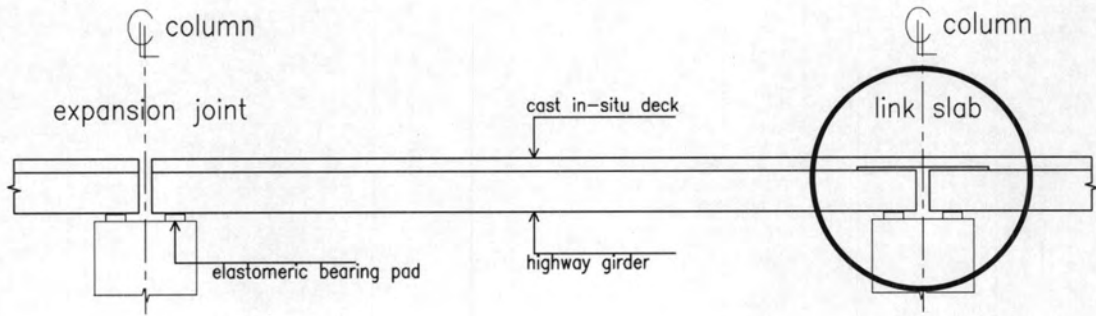 ℄ column
℄ column
expansion joint
cast in-situ deck
link slab
elastomeric bearing pad
highway girder